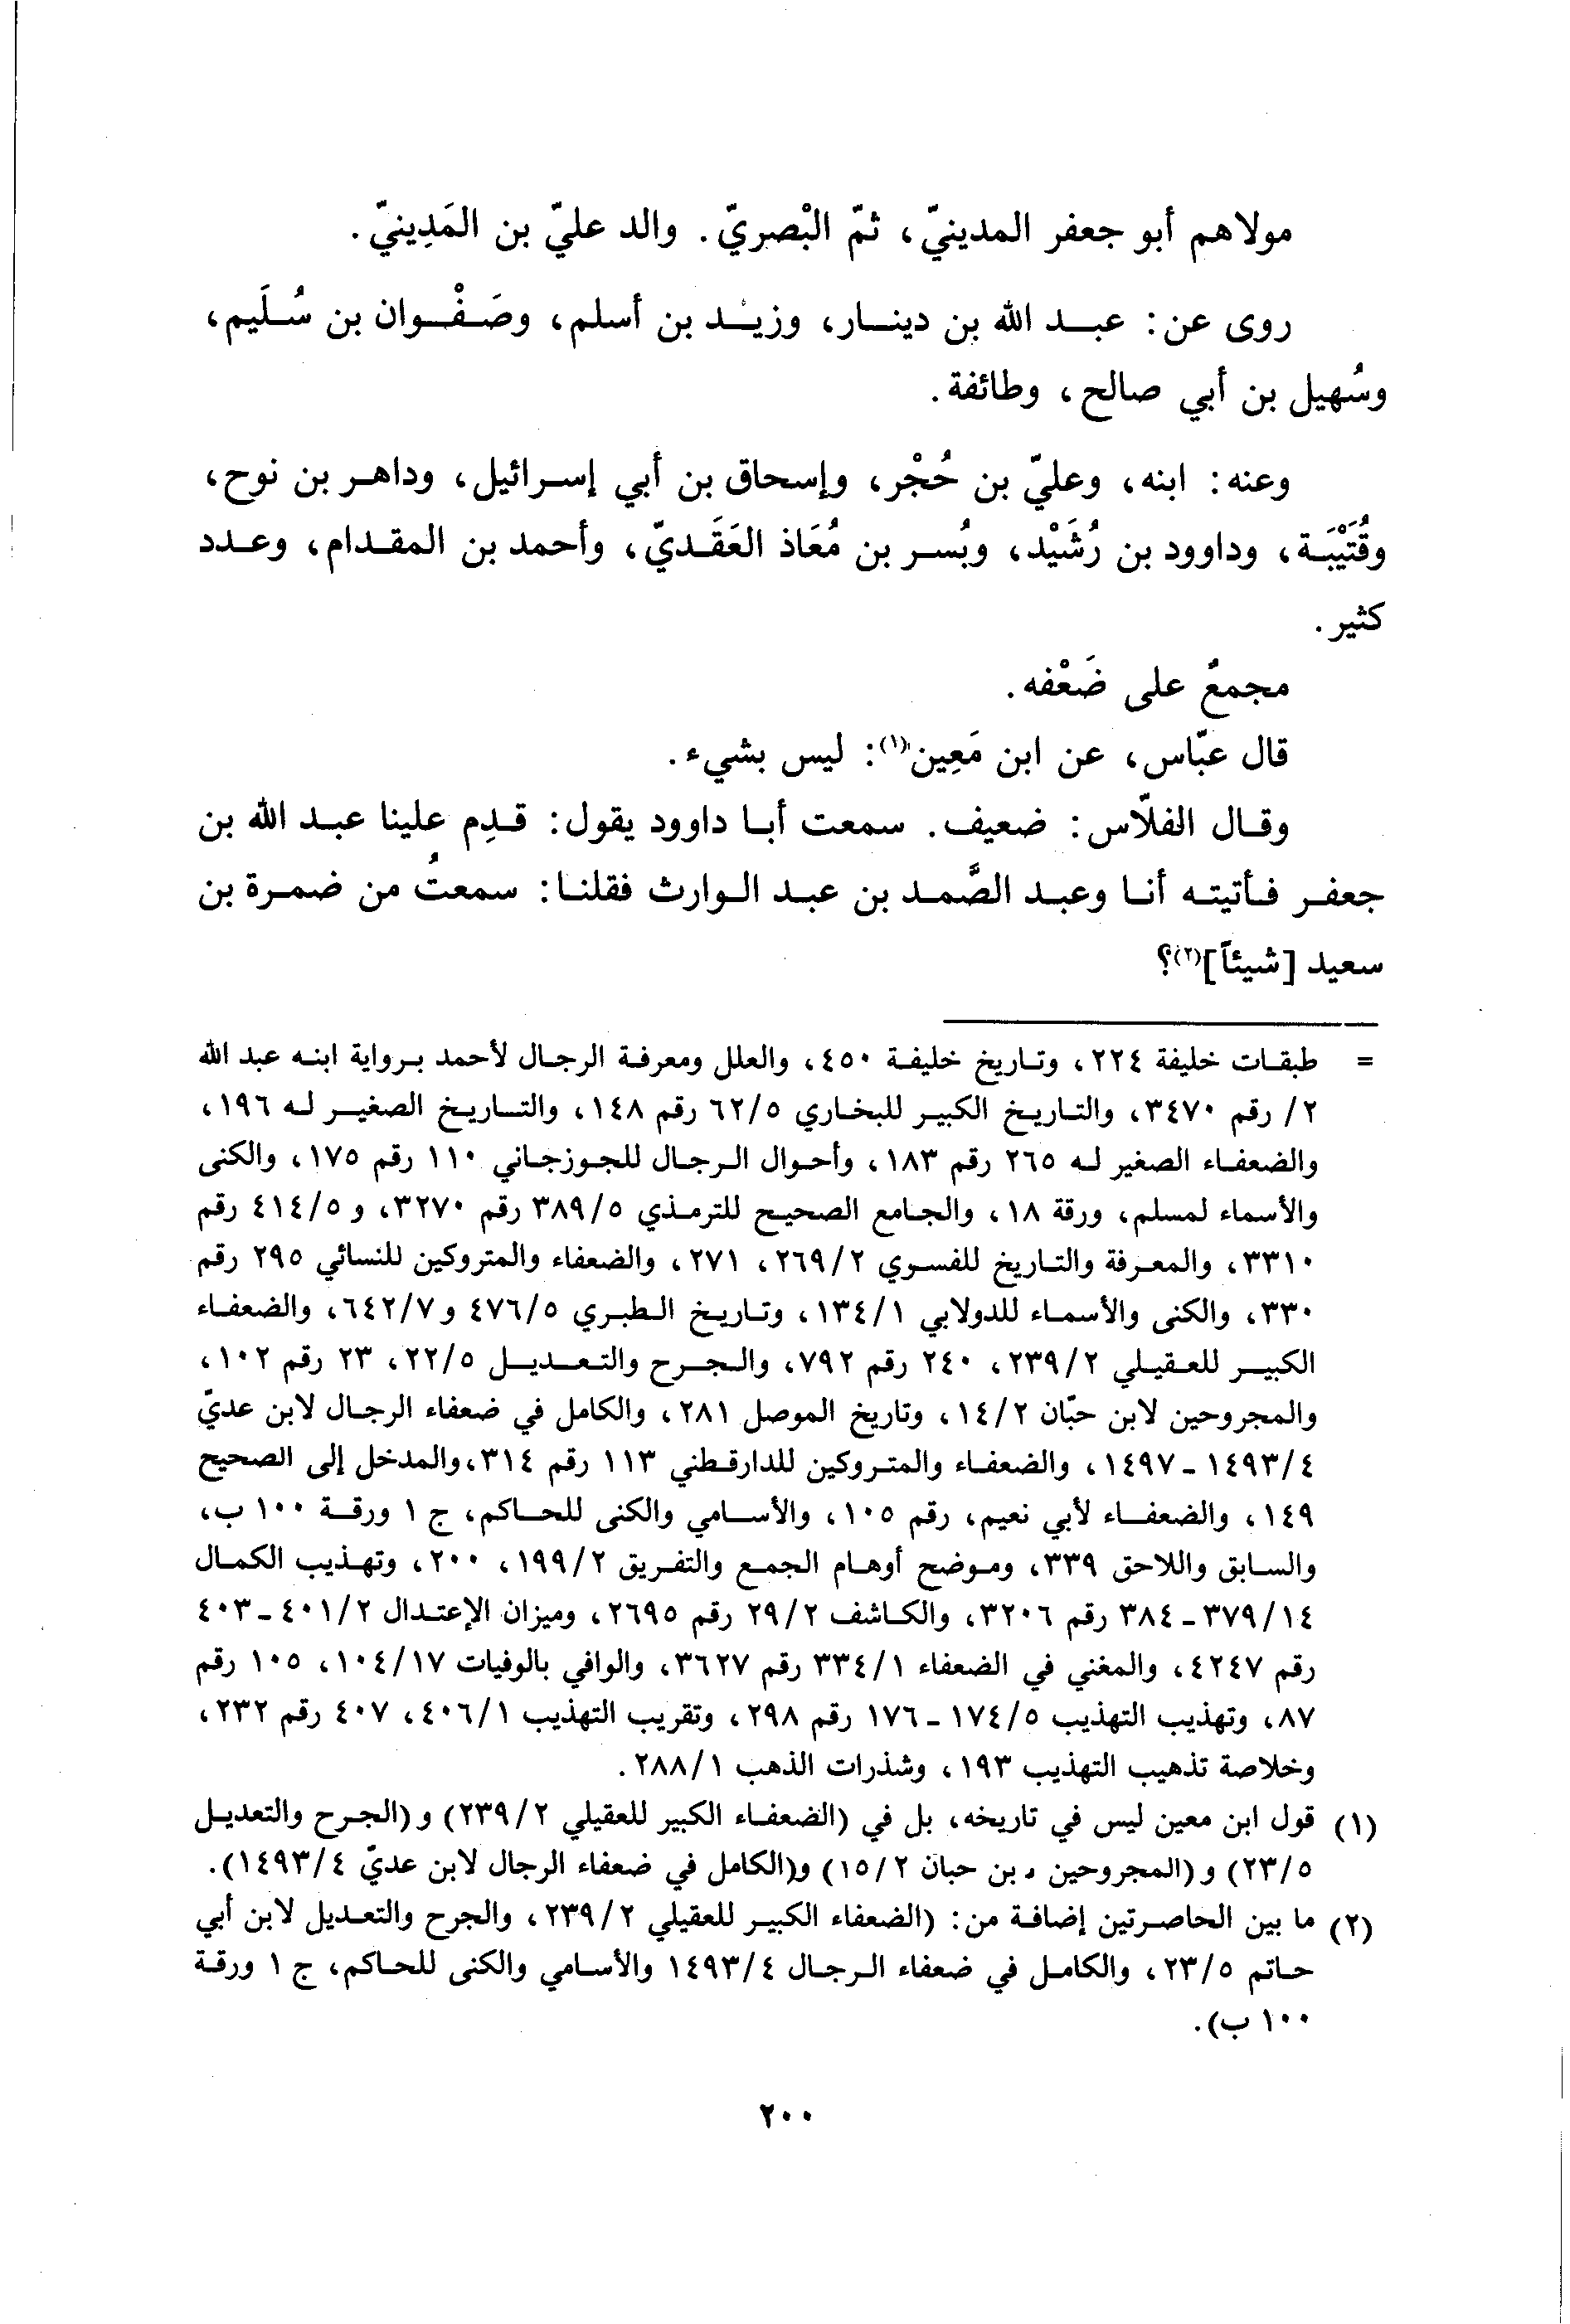 مولاهم أبو جعفر المدينيّ، ثمّ البْصريّ. والد عليّ بن المَدِينيّ.
روى عن: عبد الله بن دينار، وزيد بن أسلم، وصَفْوان بن سُلَيم،
وسُهيل بن أبي صالح، وطائفة.
وعنه: ابنه، وعليّ بن حُجْر، وإسحاق بن أبي إسرائيل، وداهر بن نوح،
وقُتَيْبَة، وداوود بن رُشَيْد، وبُسر بن مُعَاذ العَقَديّ، وأحمد بن المقدام، وعدد
كثير.
مجمعٌ على ضَعْفه.
قال عبّاس، عن ابن مَعِين(١): ليس بشيء.
وقال الفلّاس: ضعيف. سمعت أبا داوود يقول: قدِم علينا عبد الله بن
جعفر فأتيته أنا وعبد الصَّمد بن عبد الوارث فقلنا: سمعتُ من ضمرة بن
سعيد [شيئاً](٢)؟
= طبقات خليفة ٢٢٤، وتاريخ خليفة ٤٥٠، والعلل ومعرفة الرجال لأحمد برواية ابنه عبد الله
٢/ رقم ٣٤٧٠، والتاريخ الكبير للبخاري ٦٢/٥ رقم ١٤٨، والتاريخ الصغير له ١٩٦،
والضعفاء الصغير له ٢٦٥ رقم ١٨٣، وأحوال الرجال للجوزجاني ١١٠ رقم ١٧٥، والكنى
والأسماء لمسلم، ورقة ١٨، والجامع الصحيح للترمذي ٣٨٩/٥ رقم ٣٢٧٠، و ٤١٤/٥ رقم
٣٣١٠، والمعرفة والتاريخ للفسوي ٢٦٩/٢، ٢٧١، والضعفاء والمتروكين للنسائي ٢٩٥ رقم
٣٣٠، والكنى والأسماء للدولابي ١٣٤/١، وتاريخ الطبري ٤٧٦/٥ و ٦٤٢/٧، والضعفاء
الكبير للعقيلي ٢٣٩/٢، ٢٤٠ رقم ٧٩٢، والجرح والتعديل ٢٢/٥، ٢٣ رقم ١٠٢،
والمجروحين لابن حبّان ١٤/٢، وتاريخ الموصل ٢٨١، والكامل في ضعفاء الرجال لابن عديّ
١٤٩٣/٤ - ١٤٩٧، والضعفاء والمتروكين للدارقطني ١١٣ رقم ٣١٤، والمدخل إلى الصحيح
١٤٩، والضعفاء لأبي نعيم، رقم ١٠٥، والأسامي والكنى للحاكم، ج ١ ورقة ١٠٠ ب،
والسابق واللاحق ٣٣٩، وموضح أوهام الجمع والتفريق ١٩٩/٢، ٢٠٠، وتهذيب الكمال
٣٧٩/١٤ - ٣٨٤ رقم ٣٢٠٦، والكاشف ٢٩/٢ رقم ٢٦٩٥، وميزان الإعتدال ٤٠١/٢ - ٤٠٣
رقم ٤٢٤٧، والمغني في الضعفاء ٣٣٤/١ رقم ٣٦٢٧، والوافي بالوفيات ١٠٤/١٧، ١٠٥ رقم
٨٧، وتهذيب التهذيب ١٧٤/٥ - ١٧٦ رقم ٢٩٨، وتقريب التهذيب ٤٠٦/١، ٤٠٧ رقم ٢٣٢،
وخلاصة تذهيب التهذيب ١٩٣، وشذرات الذهب ٢٨٨/١.
(١) قول ابن معين ليس في تاريخه، بل في (الضعفاء الكبير للعقيلي ٢٣٩/٢) و (الجرح والتعديل
٢٣/٥) و (المجروحين بن حبان ١٥/٢) و(الكامل في ضعفاء الرجال لابن عديّ ١٤٩٣/٤).
(٢) ما بين الحاصرتين إضافة من: (الضعفاء الكبير للعقيلي ٢٣٩/٢، والجرح والتعديل لابن أبي
حاتم ٢٣/٥، والكامل في ضعفاء الرجال ١٤٩٣/٤ والأسامي والكنى للحاكم، ج ١ ورقة
١٠٠ ب).
٢٠٠